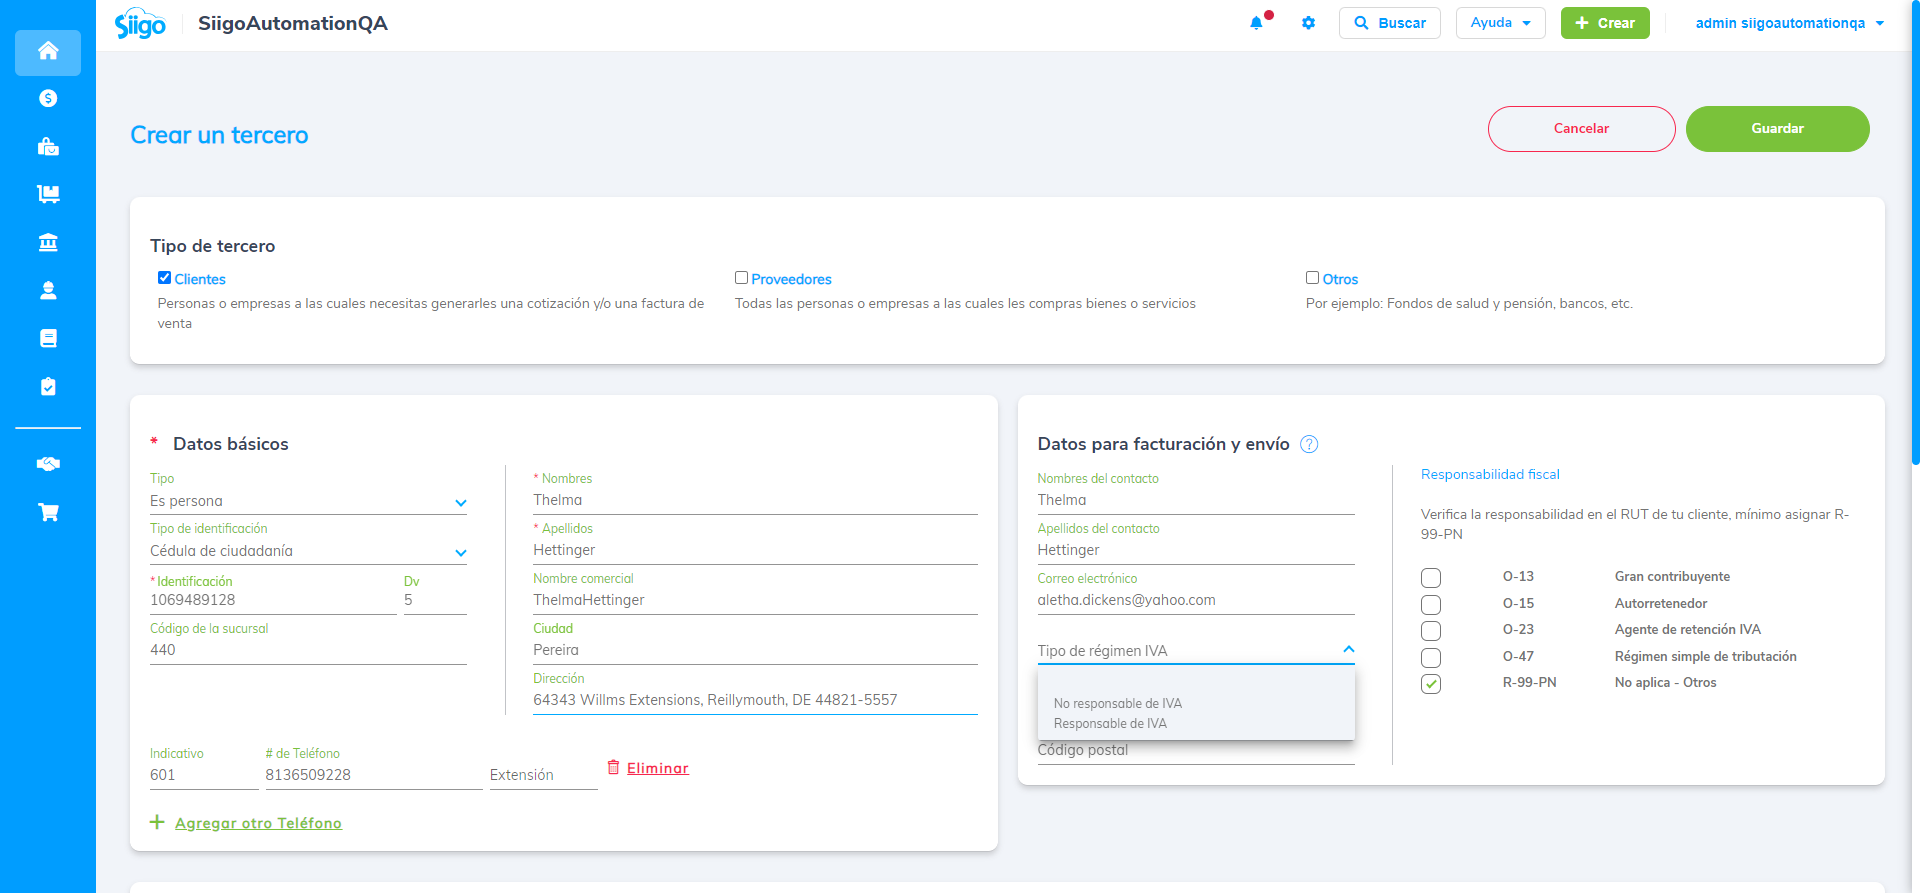 Siigo
SiigoAutomationQA
Buscar
Ayuda
Crear
admin siigoautomationqa
Crear un tercero
Cancelar
Guardar
Tipo de tercero
Clientes
Personas o empresas a las cuales necesitas generarles una cotización y/o una factura de
venta
Proveedores
Todas las personas o empresas a las cuales les compras bienes o servicios
Otros
Por ejemplo: Fondos de salud y pensión, bancos, etc.
* Datos básicos
Tipo
Es persona
Tipo de identificación
Cédula de ciudadanía
*Identificación
1069489128
Dv
5
Código de la sucursal
440
* Nombres
Thelma
* Apellidos
Hettinger
Nombre comercial
ThelmaHettinger
Ciudad
Pereira
Dirección
64343 Willms Extensions, Reillymouth, DE 44821-5557
Indicativo
601
# de Teléfono
8136509228
Extensión
Eliminar
Agregar otro Teléfono
Datos para facturación y envío ?
Nombres del contacto
Thelma
Apellidos del contacto
Hettinger
Correo electrónico
aletha.dickens@yahoo.com
Tipo de régimen IVA
No responsable de IVA
Responsable de IVA
Código postal
Responsabilidad fiscal
Verifica la responsabilidad en el RUT de tu cliente, mínimo asignar R-
99-PN
O-13 Gran contribuyente
O-15 Autorretenedor
O-23 Agente de retención IVA
O-47 Régimen simple de tributación
R-99-PN No aplica - Otros